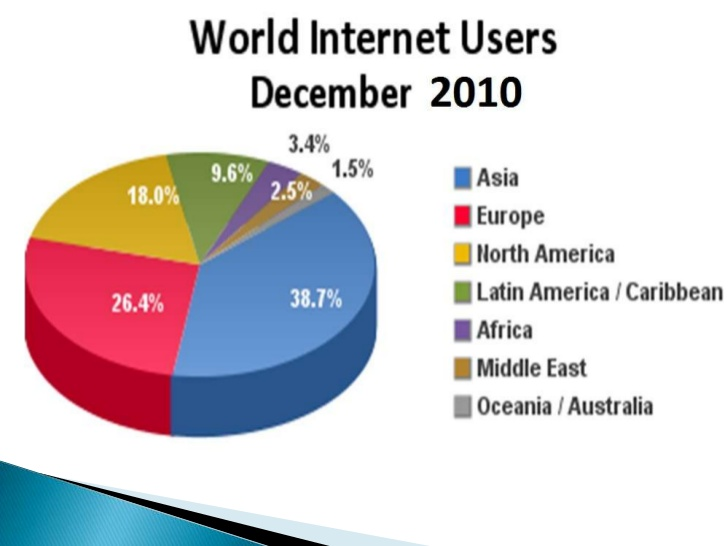 World Internet Users
December 2010
3.4%
9.6%
1.5%
18.0%
2.5%
26.4%
38.7%
Asia
Europe
North America
Latin America / Caribbean
Africa
Middle East
Oceania / Australia